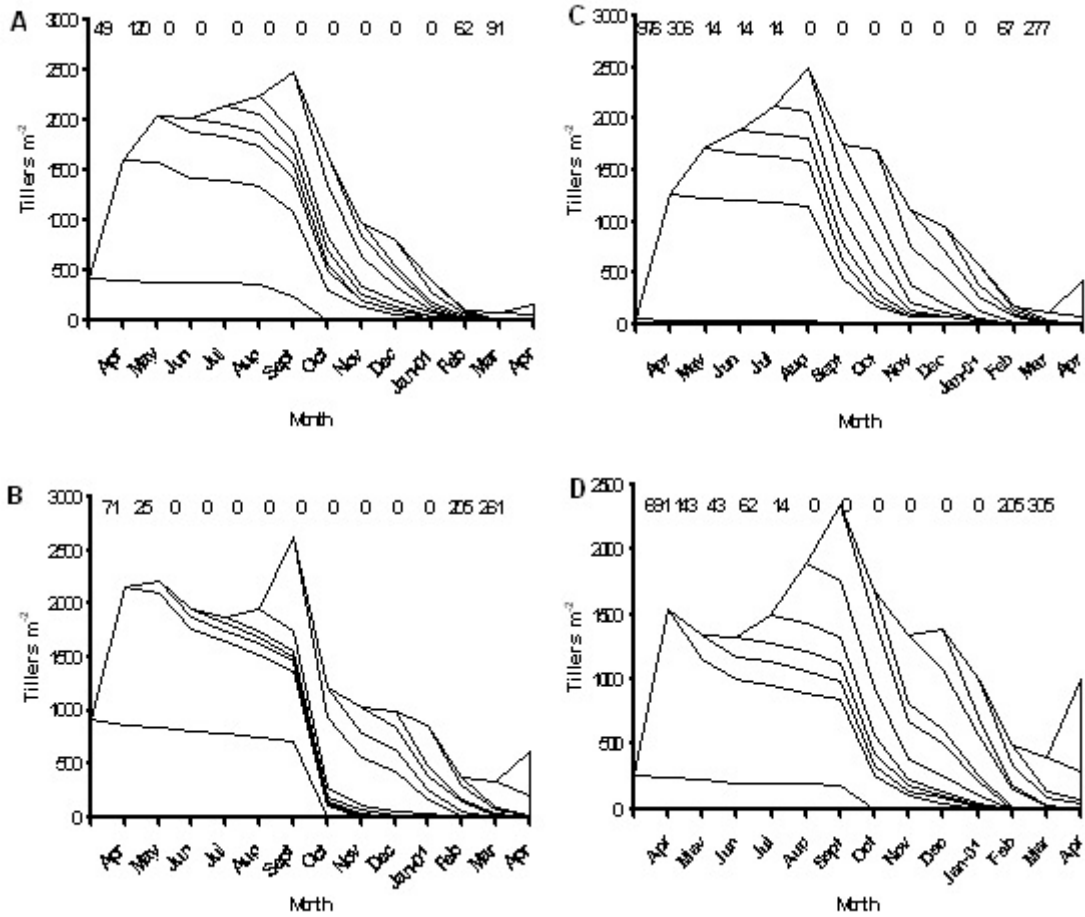 A
49 120 0 0 0 0 0 0 0 0 0 62 91
3000
2500
2000
1500
1000
500
0
Tillers m-2
Apr May Jun Jul Aug Sept Oct Nov Dec Jan-01 Feb Mar Apr
Month
C
976 306 14 14 14 0 0 0 0 0 0 67 277
3000
2500
2000
1500
1000
500
0
Tillers m-2
Apr May Jun Jul Aug Sept Oct Nov Dec Jan-01 Feb Mar Apr
Month
B
71 25 0 0 0 0 0 0 0 0 0 205 261
3000
2500
2000
1500
1000
500
0
Tillers m-2
Apr May Jun Jul Aug Sept Oct Nov Dec Jan-01 Feb Mar Apr
Month
D
691 143 43 62 14 0 0 0 0 0 0 205 305
2500
2000
1500
1000
500
0
Tillers m-2
Apr May Jun Jul Aug Sept Oct Nov Dec Jan-01 Feb Mar Apr
Month